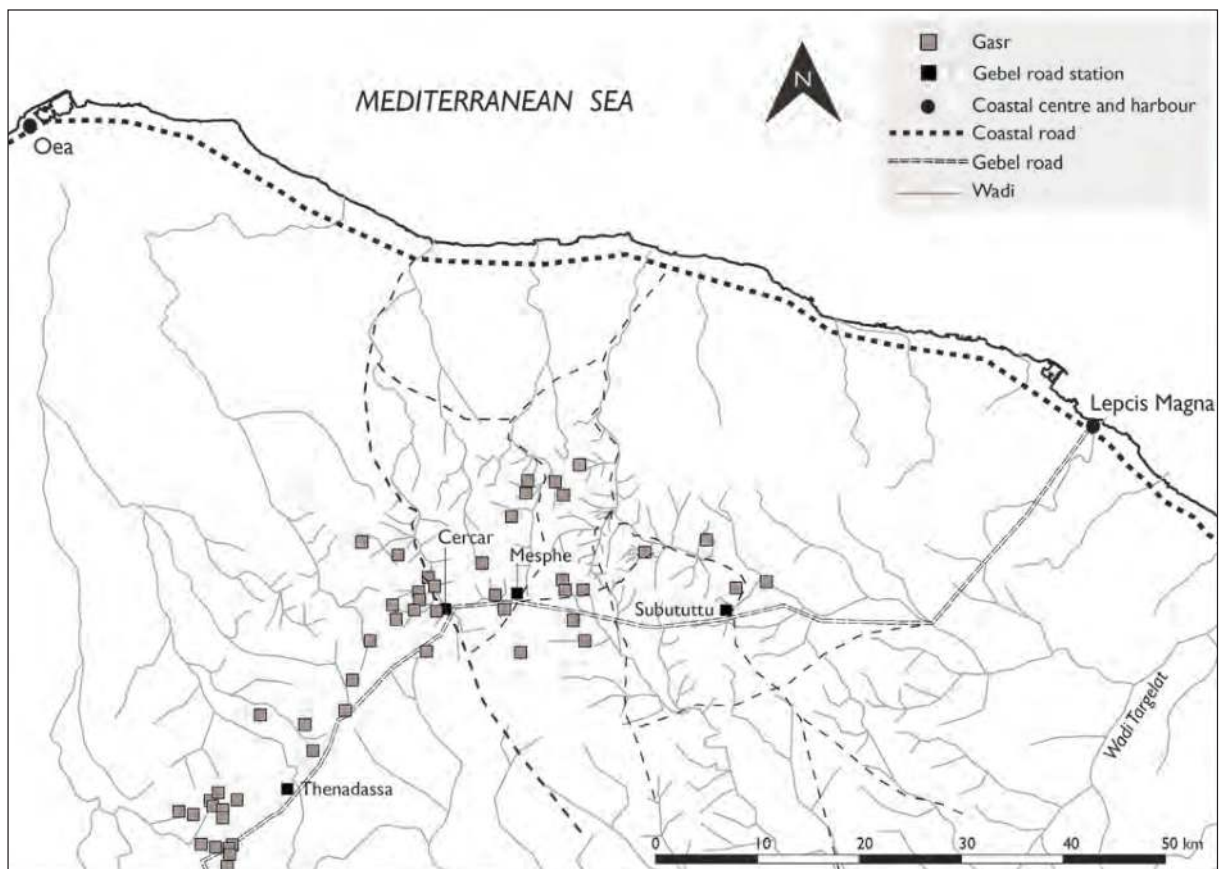 MEDITERRANEAN SEA
N
Gasr
Gebel road station
Coastal centre and harbour
Coastal road
Gebel road
Wadi
Oea
Lepcis Magna
Cercar
Mesphe
Subututtu
Wadi Targelat
Thenadassa
0 10 20 30 40 50 km